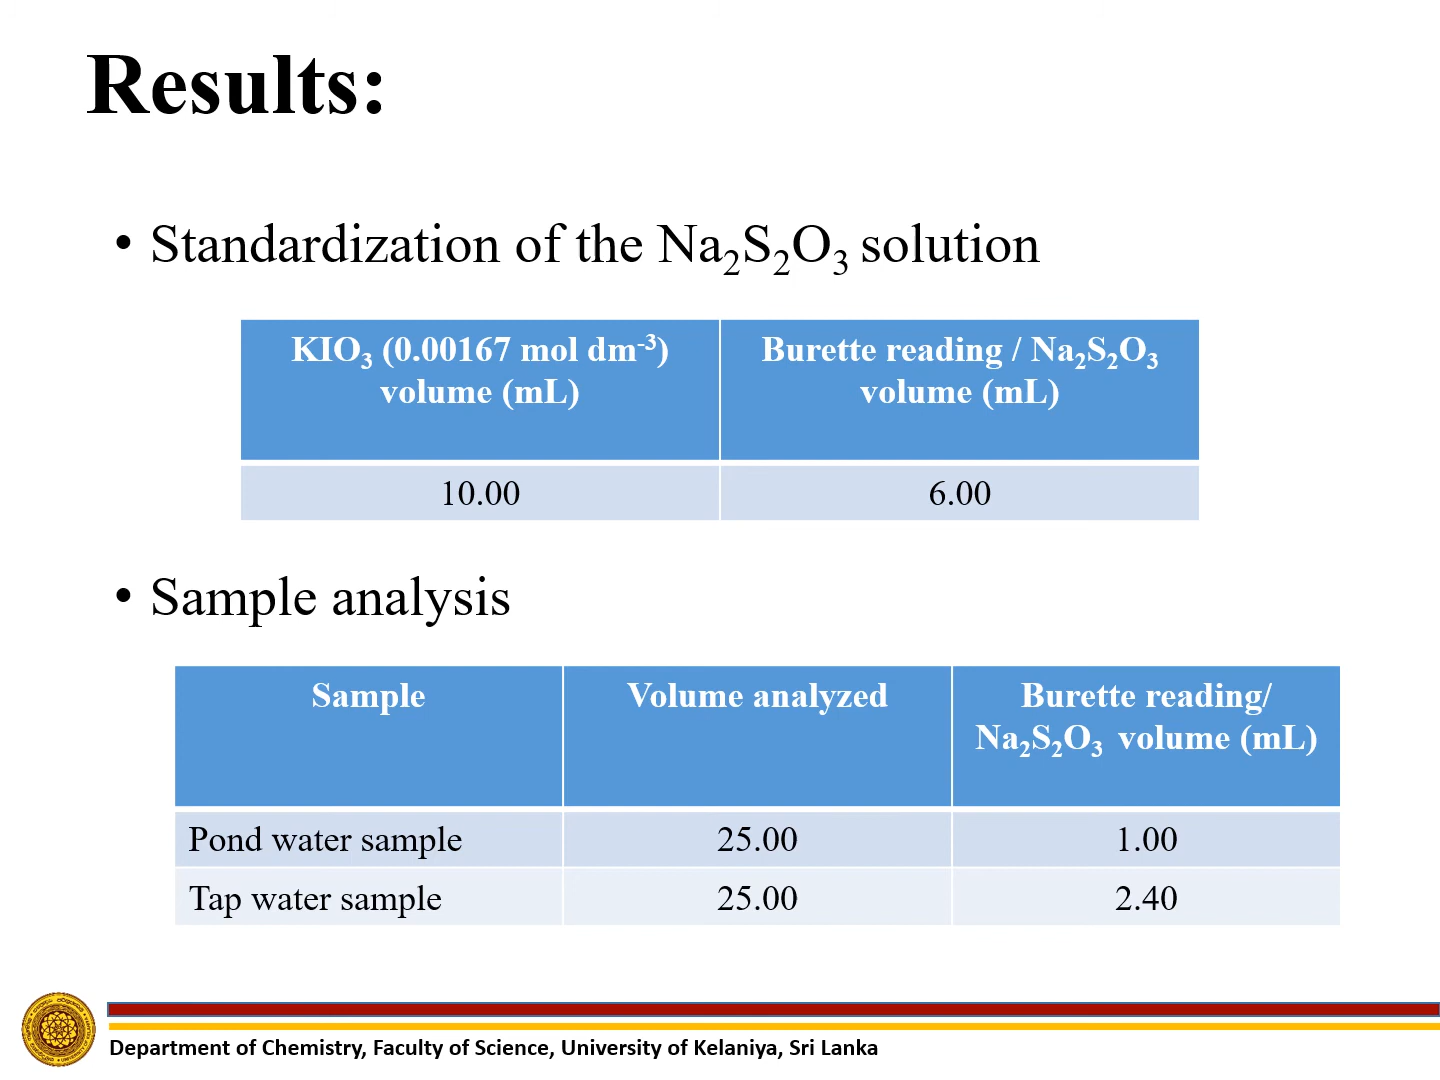 Results:
• Standardization of the Na₂S₂O₃ solution
KIO₃ (0.00167 mol dm⁻³)
volume (mL)
Burette reading / Na₂S₂O₃
volume (mL)
10.00
6.00
• Sample analysis
Sample
Volume analyzed
Burette reading/
Na₂S₂O₃ volume (mL)
Pond water sample
25.00
1.00
Tap water sample
25.00
2.40
Department of Chemistry, Faculty of Science, University of Kelaniya, Sri Lanka